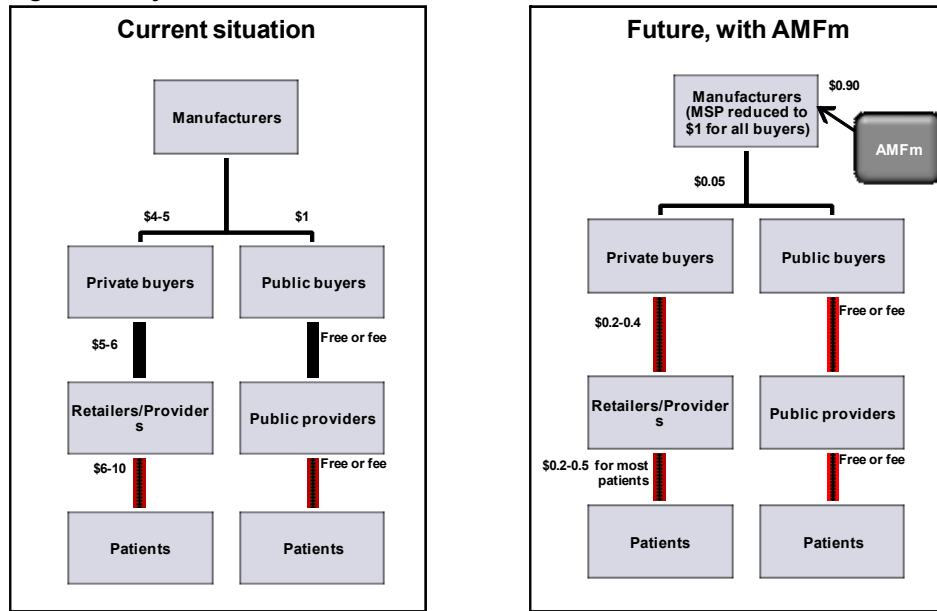 Current situation
Manufacturers
$4-5
$1
Private buyers
Public buyers
$5-6
Free or fee
Retailers/Provider
s
Public providers
$6-10
Free or fee
Patients
Patients
Future, with AMFm
$0.90
Manufacturers
(MSP reduced to
$1 for all buyers)
AMFm
$0.05
Private buyers
Public buyers
$0.2-0.4
Free or fee
Retailers/Provider
s
Public providers
$0.2-0.5 for most
patients
Free or fee
Patients
Patients